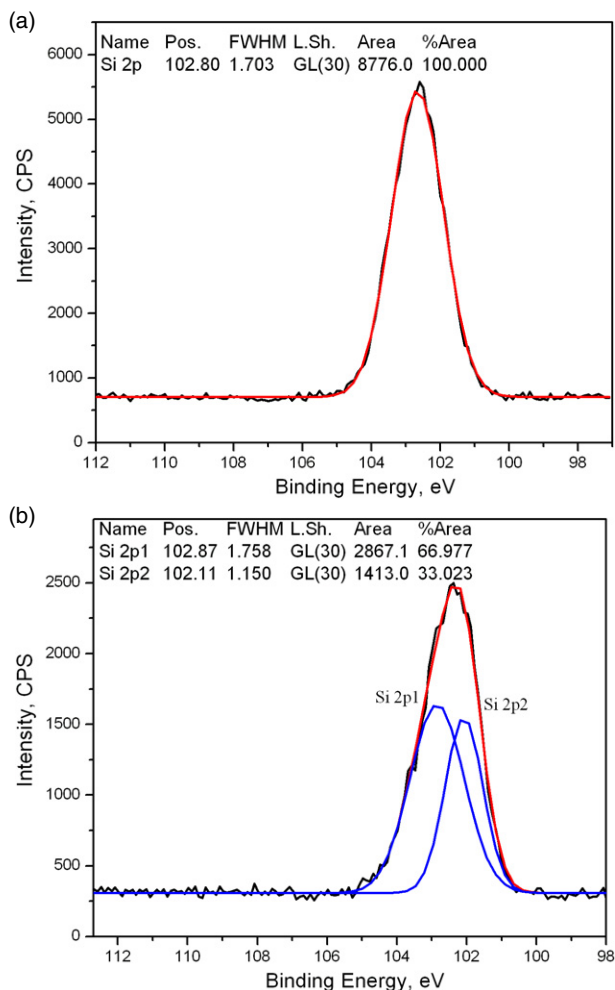 (a)
Name Pos. FWHM L.Sh. Area %Area
Si 2p 102.80 1.703 GL(30) 8776.0 100.000
6000
5000
4000
3000
2000
1000
0
Intensity, CPS
112 110 108 106 104 102 100 98
Binding Energy, eV
(b)
Name Pos. FWHM L.Sh. Area %Area
Si 2p1 102.87 1.758 GL(30) 2867.1 66.977
Si 2p2 102.11 1.150 GL(30) 1413.0 33.023
2500
2000
1500
1000
500
0
Intensity, CPS
Si 2p1
Si 2p2
112 110 108 106 104 102 100 98
Binding Energy, eV